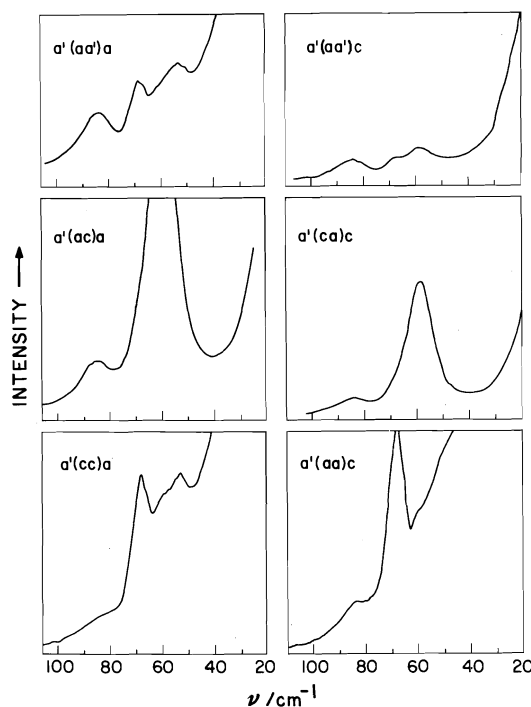 a'(aa')a
a'(aa')c
a'(ac)a
a'(ca)c
a'(cc)a
a'(aa)c
INTENSITY →
100 80 60 40 20 100 80 60 40 20
ν/cm⁻¹